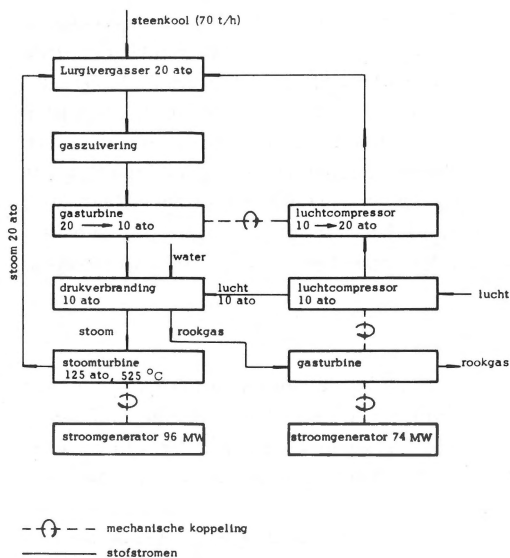 steenkool (70 t/h)
Lurgivergasser 20 ato
gaszuivering
gasturbine
20 → 10 ato
luchtcompressor
10 → 20 ato
stoom 20 ato
water
drukverbranding
10 ato
lucht
10 ato
luchtcompressor
10 ato
lucht
stoom
rookgas
stoomturbine
125 ato, 525 °C
gasturbine
rookgas
stroomgenerator 96 MW
stroomgenerator 74 MW
mechanische koppeling
stofstromen